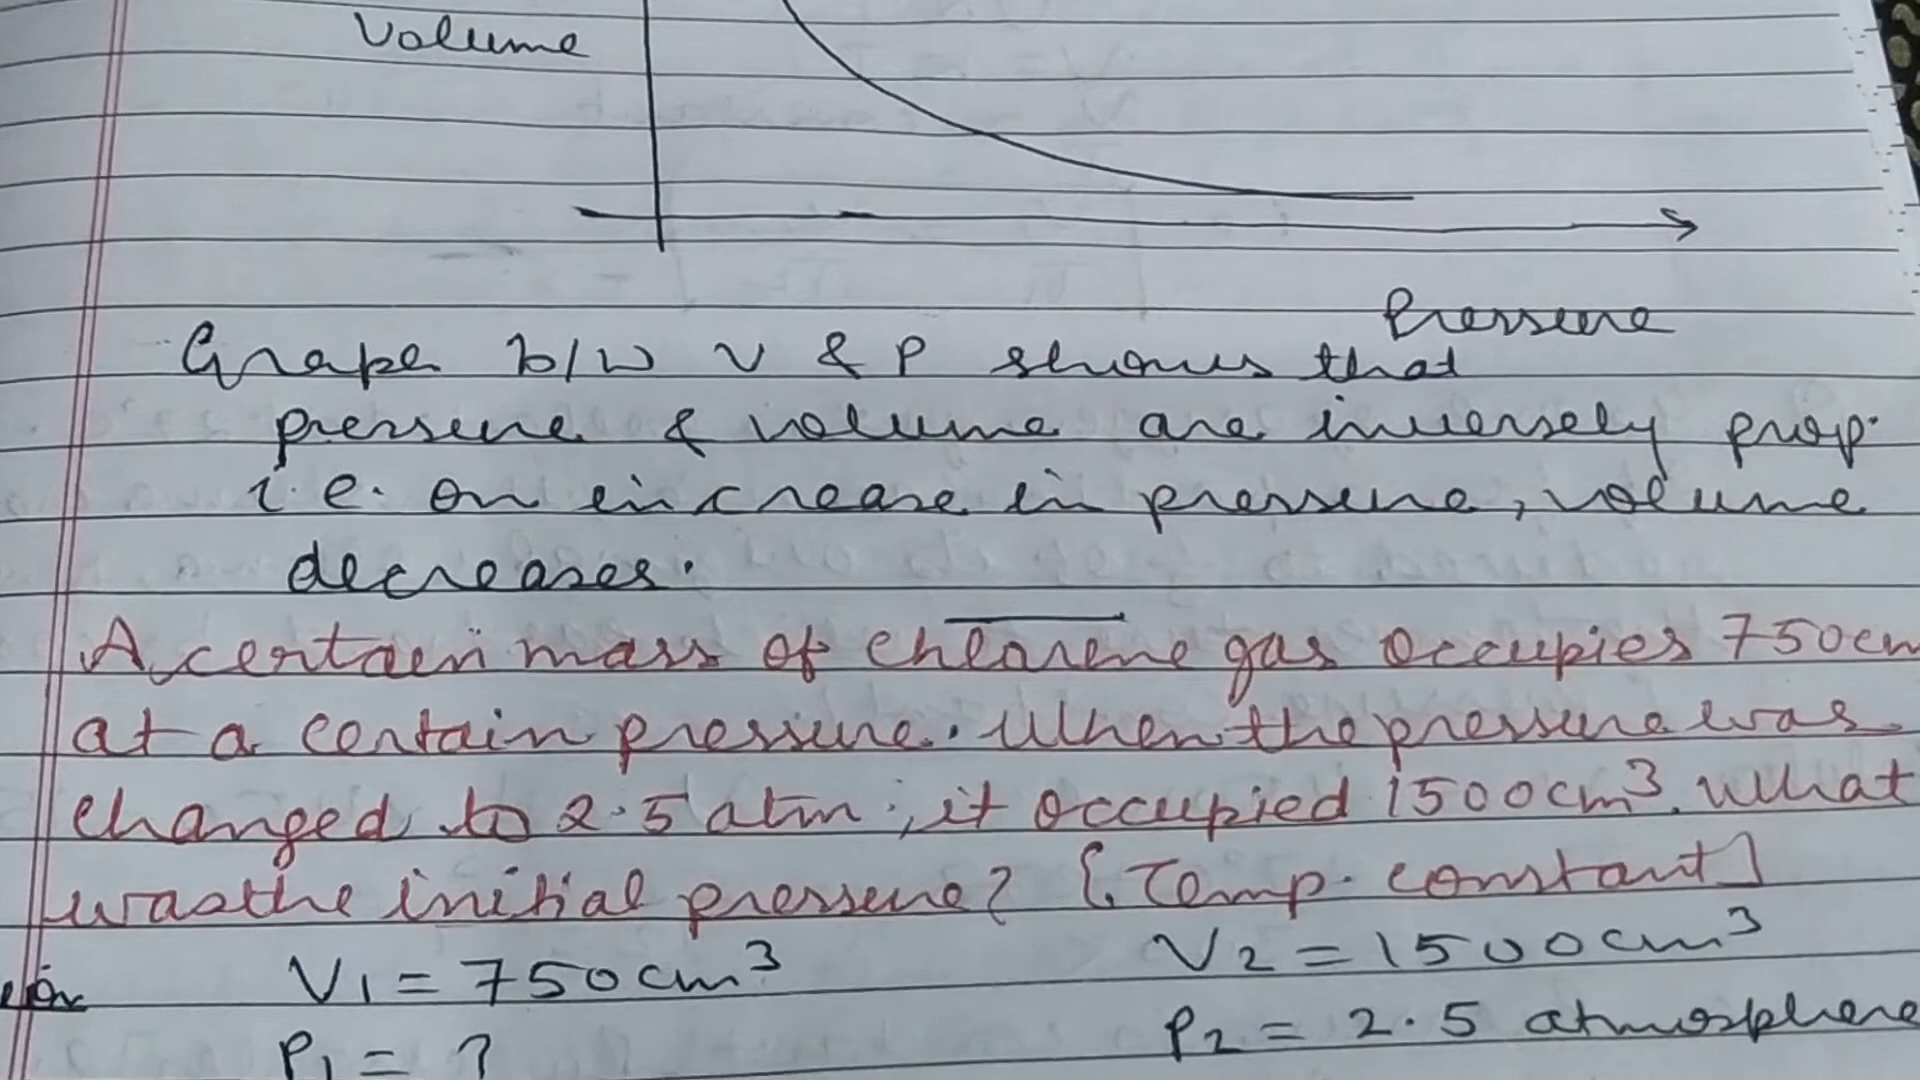 Volume
Pressure
Grape b/w V & P shows that
pressure & volume are inversely prop.
i.e. on increase in pressure, volume
decreases.
A certain mass of chlorine gas occupies 750cm
at a certain pressure. When the pressure was
changed to 2.5 atm, it occupied 1500cm³. What
was the initial pressure? [Temp. constant]
V₁ = 750cm³ V₂ = 1500cm³
P₁ = ? P₂ = 2.5 atmosphere